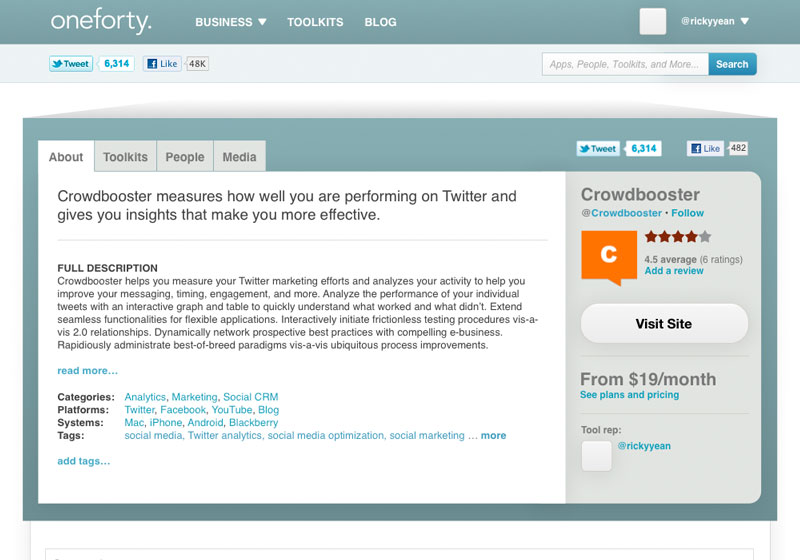 oneforty. BUSINESS TOOLKITS BLOG @rickyyean
Tweet 6,314 Like 48K Apps, People, Toolkits, and More... Search
About Toolkits People Media
Tweet 6,314 Like 482
Crowdbooster measures how well you are performing on Twitter and
gives you insights that make you more effective.
FULL DESCRIPTION
Crowdbooster helps you measure your Twitter marketing efforts and analyzes your activity to help you
improve your messaging, timing, engagement, and more. Analyze the performance of your individual
tweets with an interactive graph and table to quickly understand what worked and what didn't. Extend
seamless functionalities for flexible applications. Interactively initiate frictionless testing procedures vis-a-
vis 2.0 relationships. Dynamically network prospective best practices with compelling e-business.
Rapidiously administrate best-of-breed paradigms vis-a-vis ubiquitous process improvements.
read more...
Categories: Analytics, Marketing, Social CRM
Platforms: Twitter, Facebook, YouTube, Blog
Systems: Mac, iPhone, Android, Blackberry
Tags: social media, Twitter analytics, social media optimization, social marketing ... more
add tags...
Crowdbooster
@Crowdbooster • Follow
C
4.5 average (6 ratings)
Add a review
Visit Site
From $19/month
See plans and pricing
Tool rep:
@rickyyean